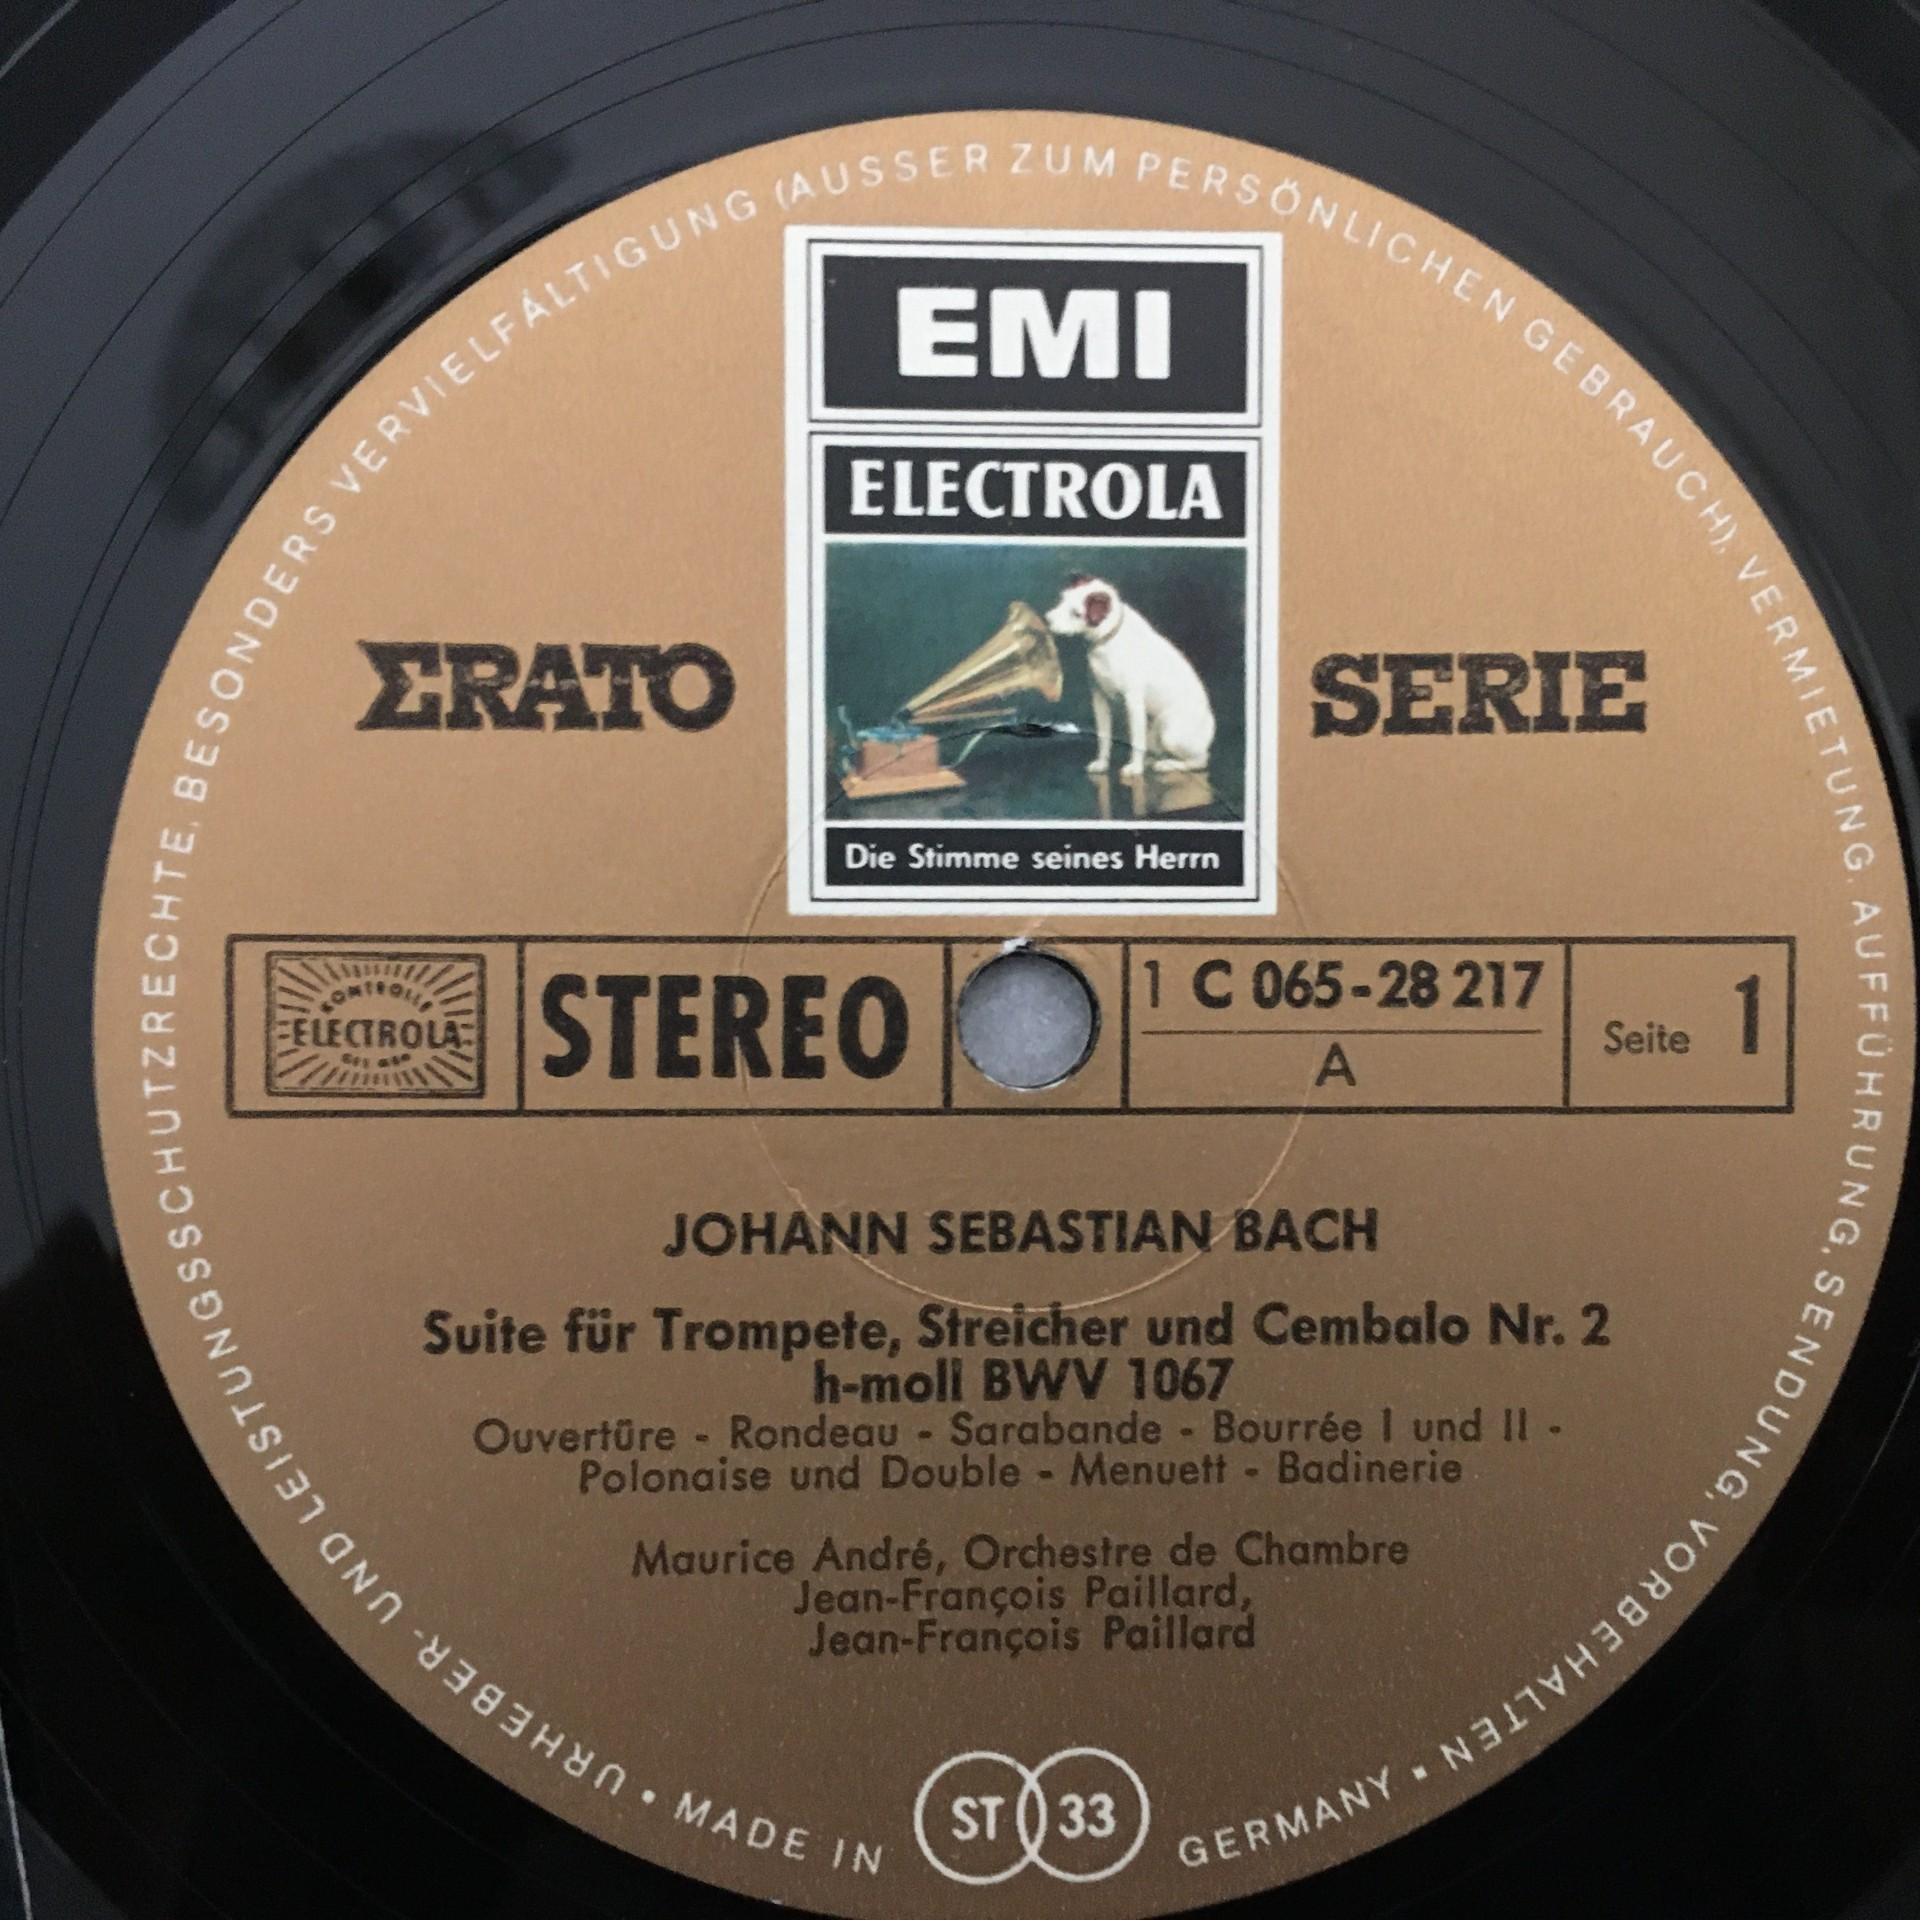 EMI
ELECTROLA
ΣRATO
SERIE
Die Stimme seines Herrn
ELECTROLA
STEREO
1 C 065-28 217
A
Seite 1
JOHANN SEBASTIAN BACH
Suite für Trompete, Streicher und Cembalo Nr. 2
h-moll BWV 1067
Ouvertüre - Rondeau - Sarabande - Bourrée I und II -
Polonaise und Double - Menuett - Badinerie
Maurice André, Orchestre de Chambre
Jean-François Paillard,
Jean-François Paillard
ST 33
URHEBER- UND LEISTUNGSSCHUTZRECHTE, BESONDERS VERVIELFÄLTIGUNG (AUSSER ZUM PERSÖNLICHEN GEBRAUCH), VERMIETUNG, AUFFÜHRUNG, SENDUNG, VORBEHALTEN • MADE IN GERMANY •